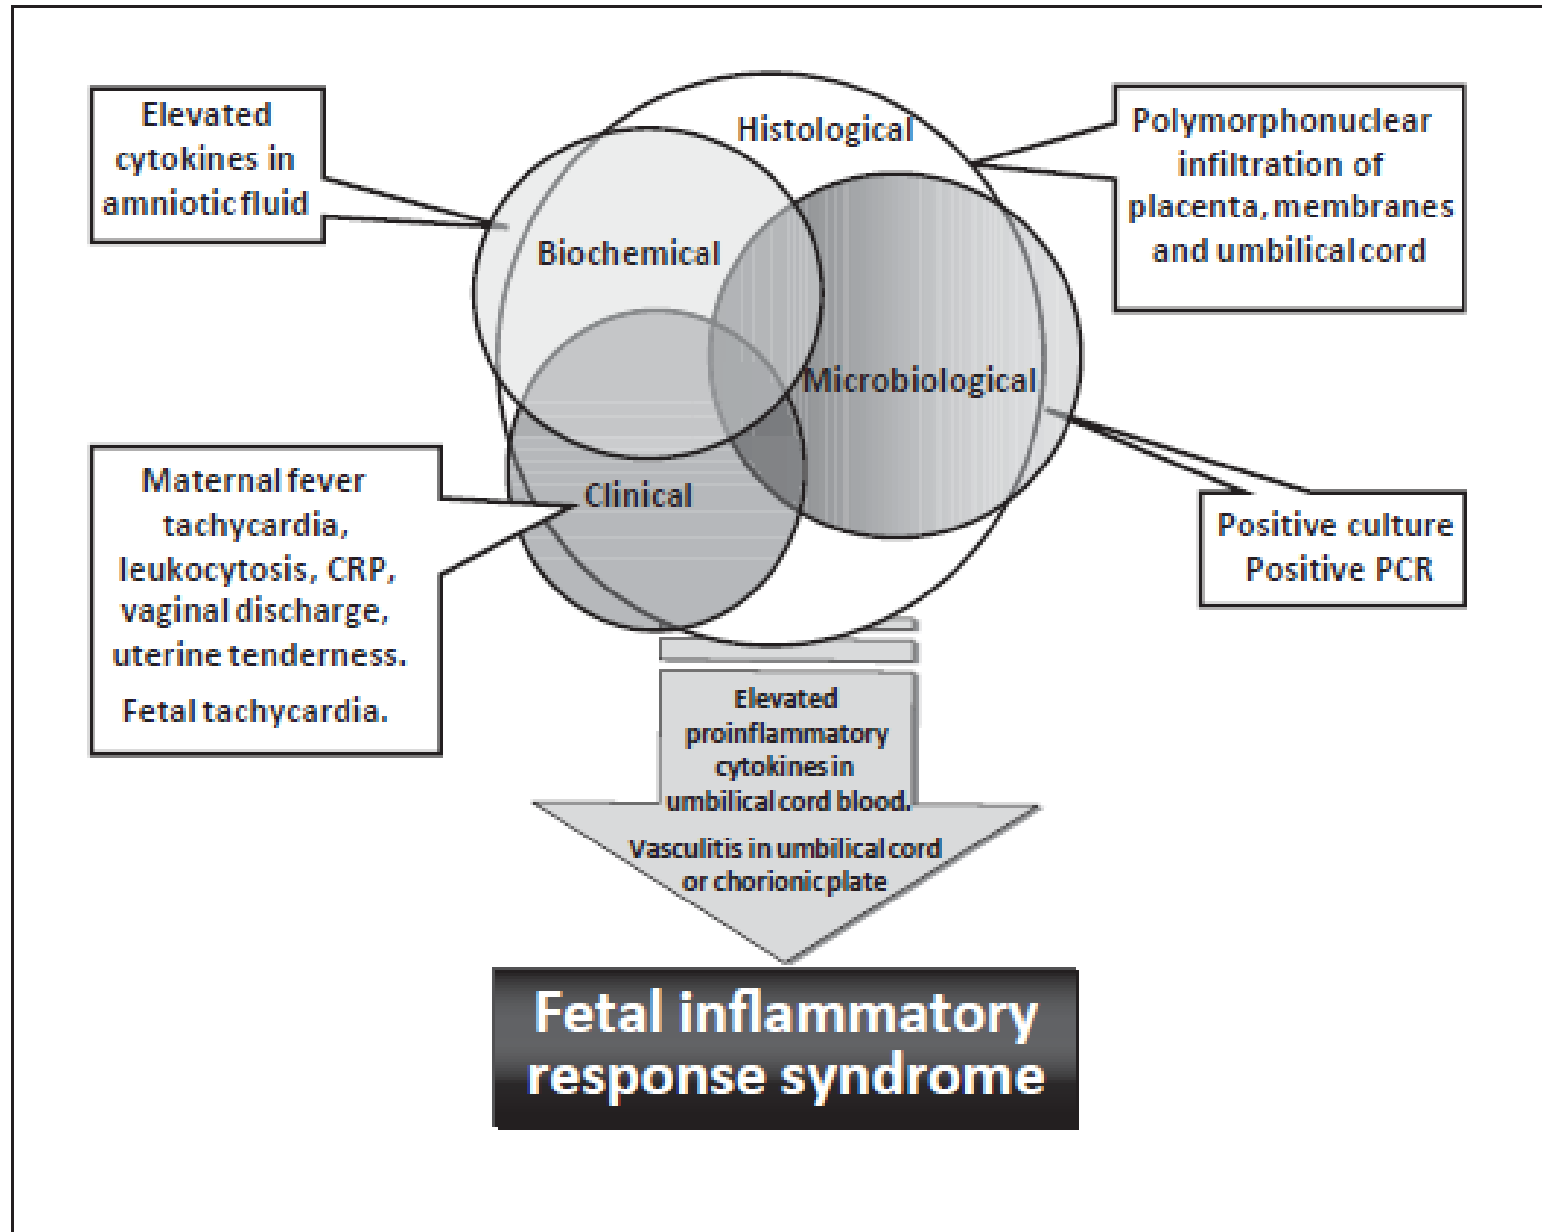 Elevated
cytokines in
amniotic fluid
Histological
Polymorphonuclear
infiltration of
placenta, membranes
and umbilical cord
Biochemical
Microbiological
Maternal fever
tachycardia,
leukocytosis, CRP,
vaginal discharge,
uterine tenderness.
Fetal tachycardia.
Clinical
Positive culture
Positive PCR
Elevated
proinflammatory
cytokines in
umbilical cord blood.
Vasculitis in umbilical cord
or chorionic plate
Fetal inflammatory
response syndrome